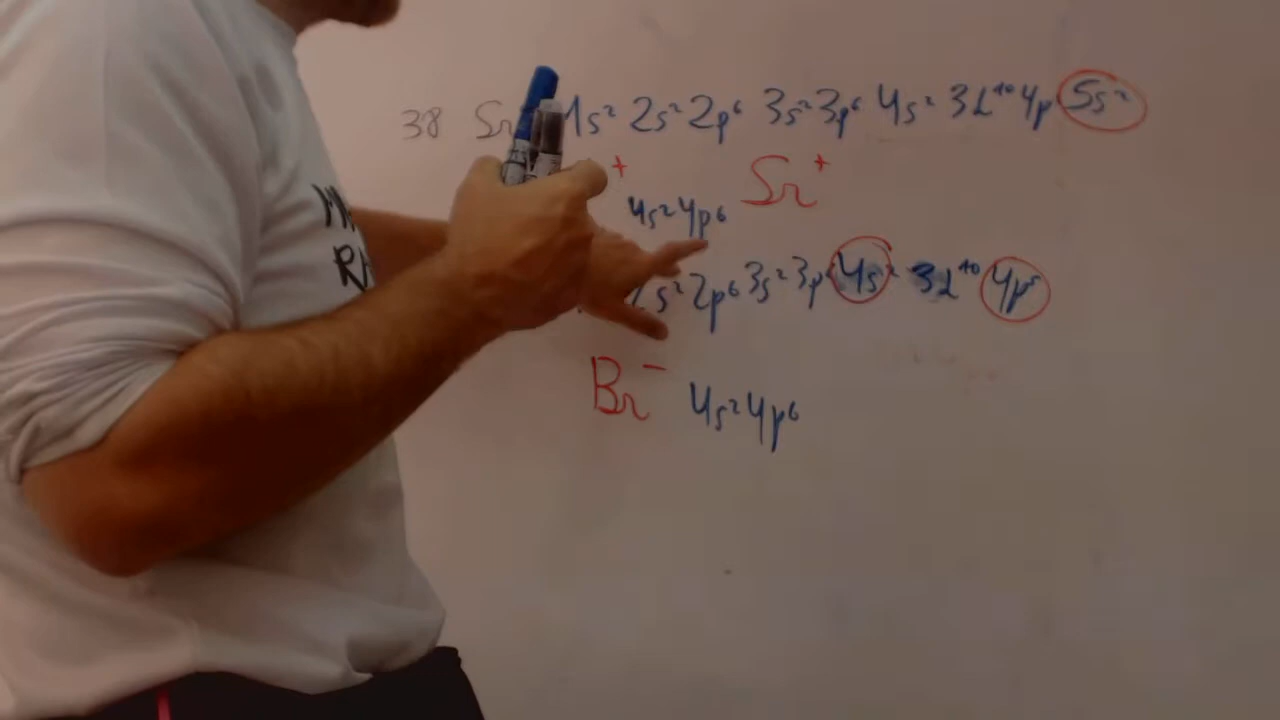 38 Sr 1s² 2s² 2p⁶ 3s² 3p⁶ 4s² 3d¹⁰ 4p 5s²
+ Sr⁺
4s² 4p⁶
2s² 2p⁶ 3s² 3p⁶ 4s² 3d¹⁰ 4p⁵
Br⁻ 4s² 4p⁶